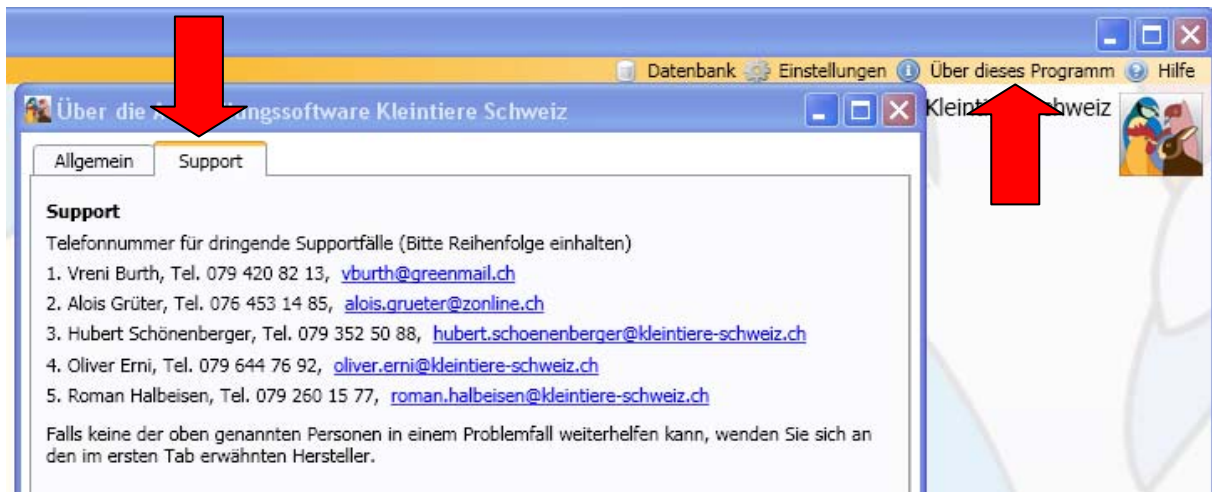 Datenbank Einstellungen Über dieses Programm Hilfe
Über die ungssoftware Kleintiere Schweiz
Schweiz
Allgemein Support
Support
Telefonnummer für dringende Supportfälle (Bitte Reihenfolge einhalten)
1. Vreni Burth, Tel. 079 420 82 13, vburth@greenmail.ch
2. Alois Grüter, Tel. 076 453 14 85, alois.grueter@zonline.ch
3. Hubert Schönenberger, Tel. 079 352 50 88, hubert.schoenenberger@kleintiere-schweiz.ch
4. Oliver Erni, Tel. 079 644 76 92, oliver.erni@kleintiere-schweiz.ch
5. Roman Halbeisen, Tel. 079 260 15 77, roman.halbeisen@kleintiere-schweiz.ch
Falls keine der oben genannten Personen in einem Problemfall weiterhelfen kann, wenden Sie sich an
den im ersten Tab erwähnten Hersteller.